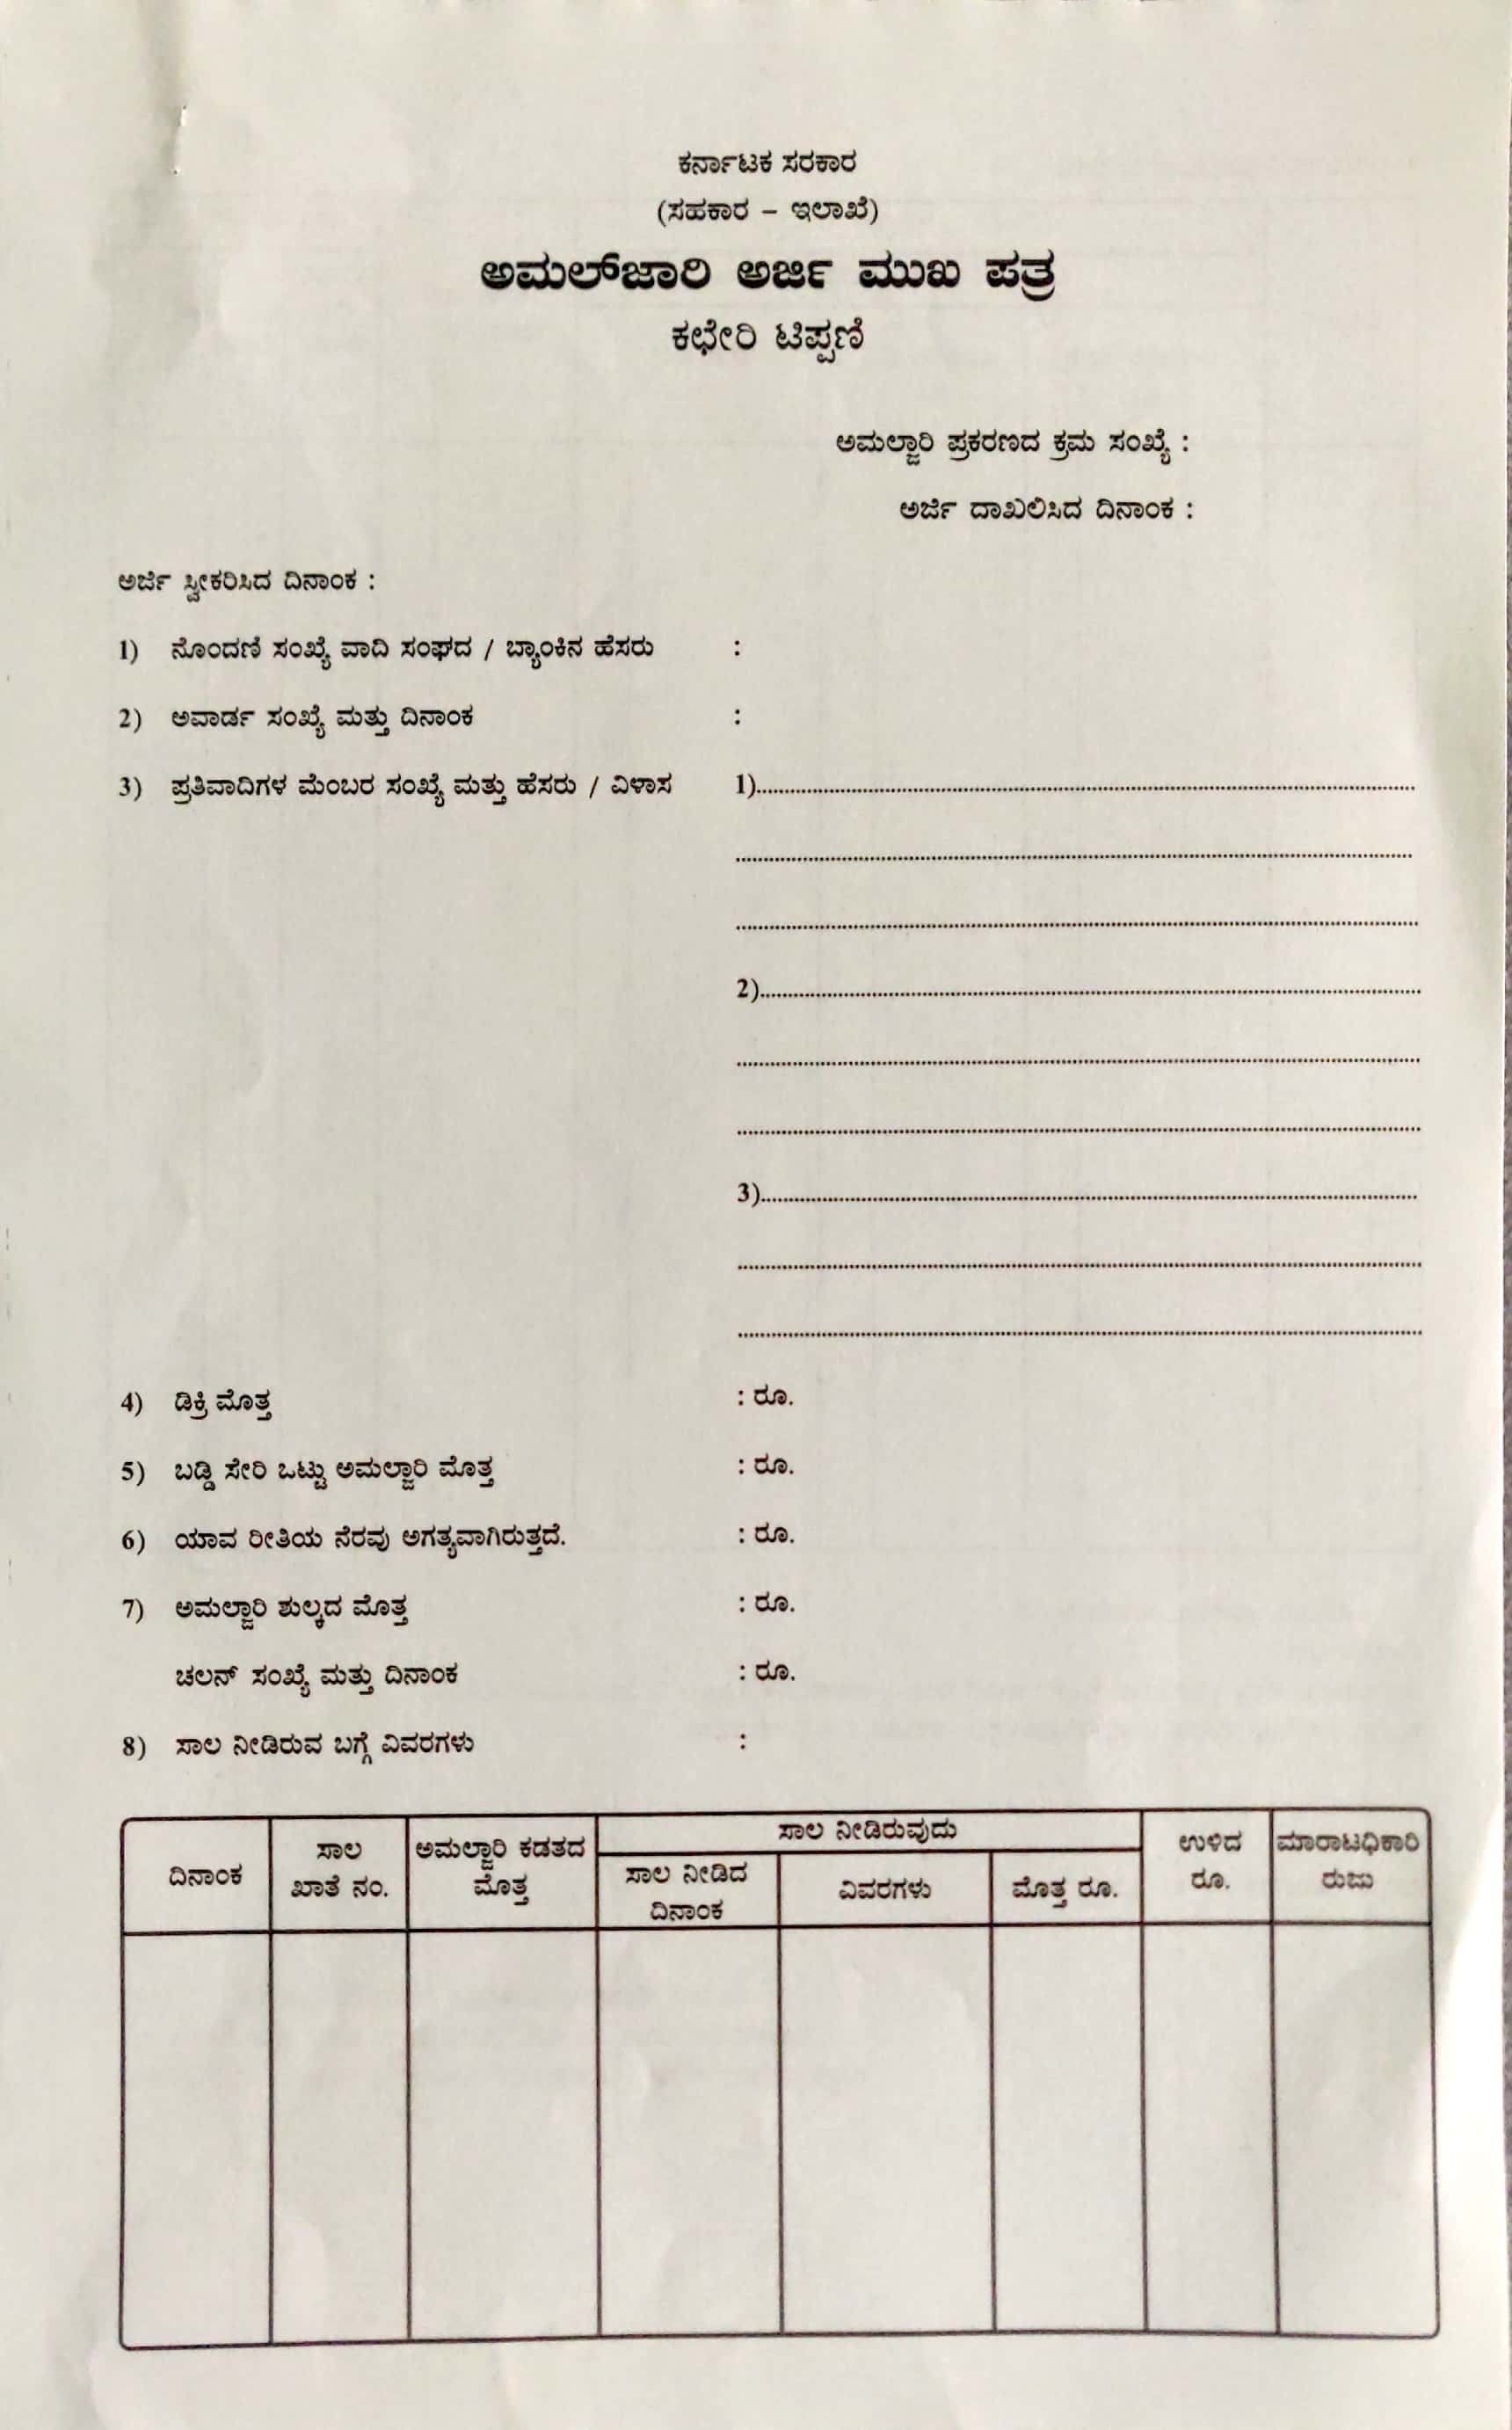 ಕರ್ನಾಟಕ ಸರಕಾರ
(ಸಹಕಾರ – ಇಲಾಖೆ)
ಅಮಲ್‌ಜಾರಿ ಅರ್ಜಿ ಮುಖ ಪತ್ರ
ಕಛೇರಿ ಟಿಪ್ಪಣಿ
ಅಮಲ್ಜಾರಿ ಪ್ರಕರಣದ ಕ್ರಮ ಸಂಖ್ಯೆ :
ಅರ್ಜಿ ದಾಖಲಿಸಿದ ದಿನಾಂಕ :
ಅರ್ಜಿ ಸ್ವೀಕರಿಸಿದ ದಿನಾಂಕ :
1) ನೊಂದಣಿ ಸಂಖ್ಯೆ ವಾದಿ ಸಂಘದ / ಬ್ಯಾಂಕಿನ ಹೆಸರು :
2) ಅವಾರ್ಡ ಸಂಖ್ಯೆ ಮತ್ತು ದಿನಾಂಕ :
3) ಪ್ರತಿವಾದಿಗಳ ಮೆಂಬರ ಸಂಖ್ಯೆ ಮತ್ತು ಹೆಸರು / ವಿಳಾಸ 1)
2)
3)
4) ಡಿಕ್ರಿ ಮೊತ್ತ : ರೂ.
5) ಬಡ್ಡಿ ಸೇರಿ ಒಟ್ಟು ಅಮಲ್ಜಾರಿ ಮೊತ್ತ : ರೂ.
6) ಯಾವ ರೀತಿಯ ನೆರವು ಅಗತ್ಯವಾಗಿರುತ್ತದೆ. : ರೂ.
7) ಅಮಲ್ಜಾರಿ ಶುಲ್ಕದ ಮೊತ್ತ : ರೂ.
ಚಲನ್ ಸಂಖ್ಯೆ ಮತ್ತು ದಿನಾಂಕ : ರೂ.
8) ಸಾಲ ನೀಡಿರುವ ಬಗ್ಗೆ ವಿವರಗಳು :
ದಿನಾಂಕ
ಸಾಲ
ಖಾತೆ ನಂ.
ಅಮಲ್ಜಾರಿ ಕಡತದ
ಮೊತ್ತ
ಸಾಲ ನೀಡಿರುವುದು
ಸಾಲ ನೀಡಿದ
ದಿನಾಂಕ
ವಿವರಗಳು
ಮೊತ್ತ ರೂ.
ಉಳಿದ
ರೂ.
ಮಾರಾಟಧಿಕಾರಿ
ರುಜು